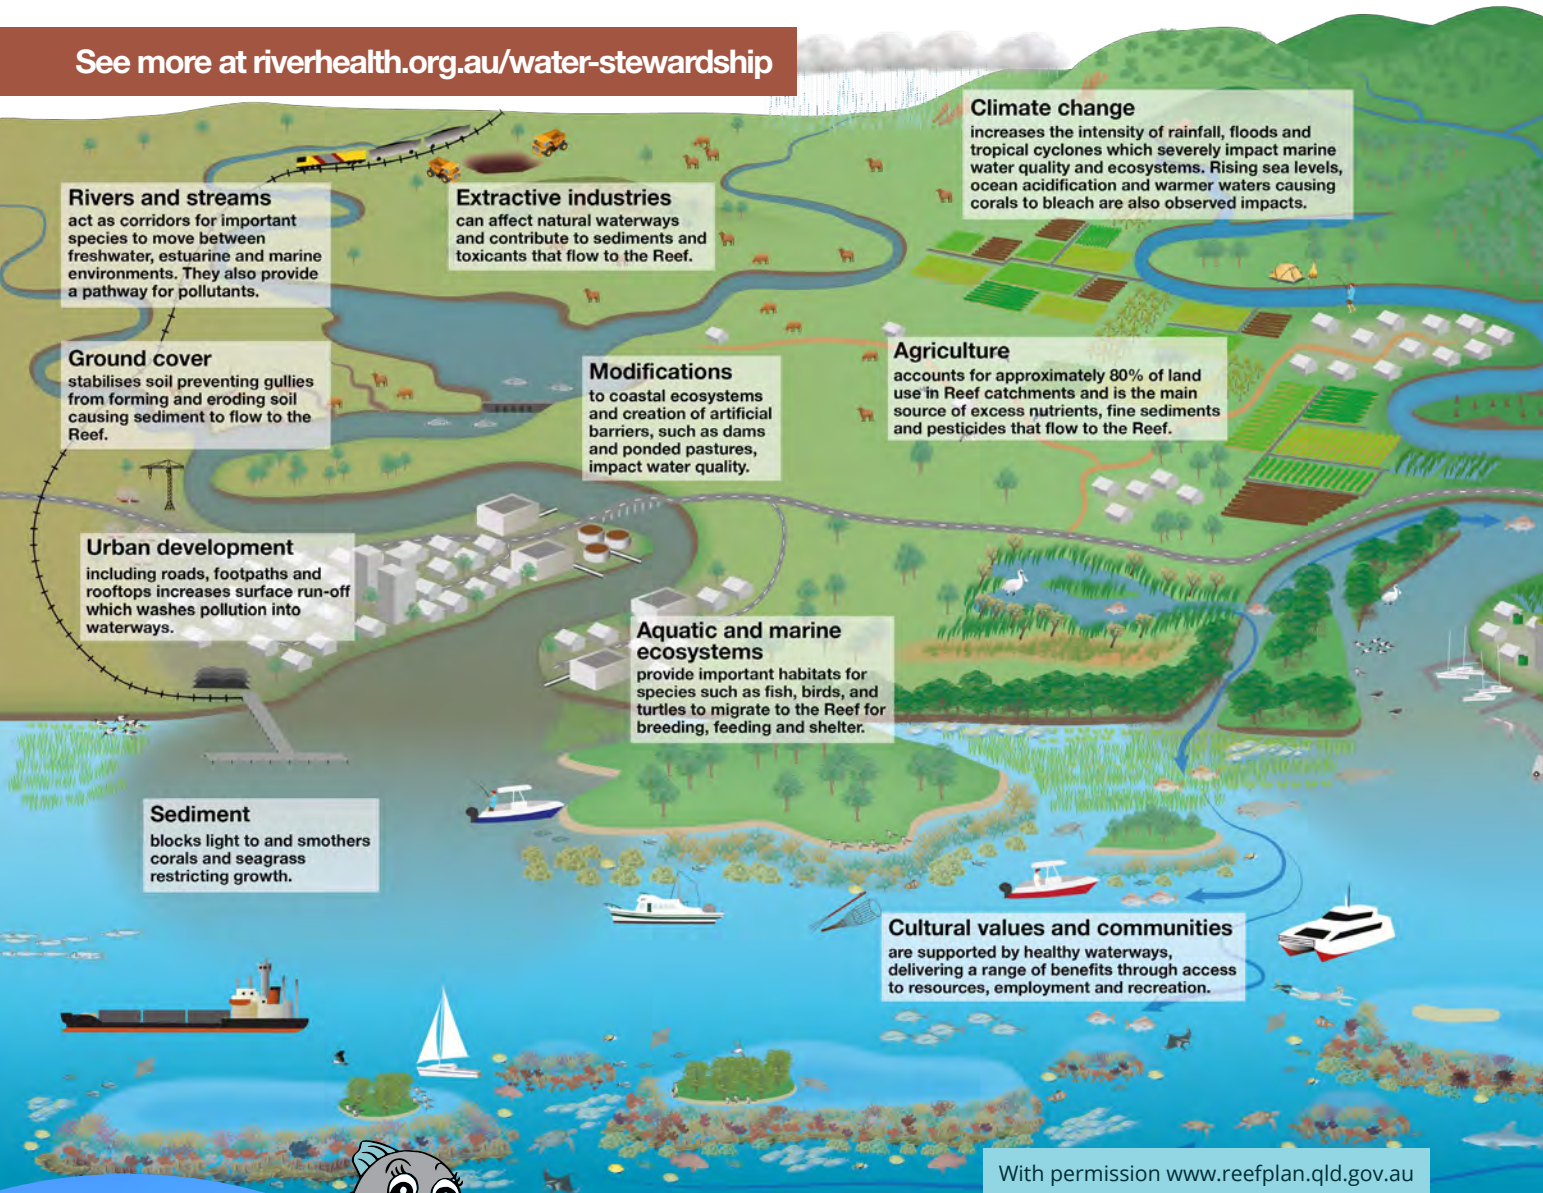 See more at riverhealth.org.au/water-stewardship
Climate change
increases the intensity of rainfall, floods and
tropical cyclones which severely impact marine
water quality and ecosystems. Rising sea levels,
ocean acidification and warmer waters causing
corals to bleach are also observed impacts.
Rivers and streams
act as corridors for important
species to move between
freshwater, estuarine and marine
environments. They also provide
a pathway for pollutants.
Extractive industries
can affect natural waterways
and contribute to sediments and
toxicants that flow to the Reef.
Ground cover
stabilises soil preventing gullies
from forming and eroding soil
causing sediment to flow to the
Reef.
Modifications
to coastal ecosystems
and creation of artificial
barriers, such as dams
and ponded pastures,
impact water quality.
Agriculture
accounts for approximately 80% of land
use in Reef catchments and is the main
source of excess nutrients, fine sediments
and pesticides that flow to the Reef.
Urban development
including roads, footpaths and
rooftops increases surface run-off
which washes pollution into
waterways.
Aquatic and marine
ecosystems
provide important habitats for
species such as fish, birds, and
turtles to migrate to the Reef for
breeding, feeding and shelter.
Sediment
blocks light to and smothers
corals and seagrass
restricting growth.
Cultural values and communities
are supported by healthy waterways,
delivering a range of benefits through access
to resources, employment and recreation.
With permission www.reefplan.qld.gov.au